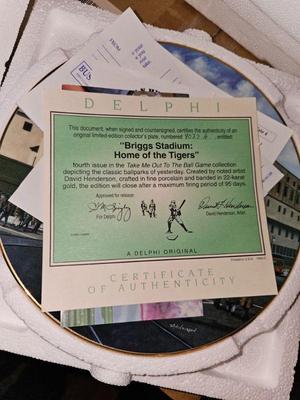 FROM
BUS
DELPHI
This document, when signed and countersigned, certifies the authenticity of an
original limited-edition collector's plate, numbered
, entitled:
"Briggs Stadium:
Home of the Tigers"
fourth issue in the Take Me Out To The Ball Game collection
depicting the classic ballparks of yesterday. Created by noted artist
David Henderson, crafted in fine porcelain and banded in 22-karat
gold, the edition will close after a maximum firing period of 95 days.
Approved for release:
For Delphi
David Henderson, Artist
A DELPHI ORIGINAL
CERTIFICATE
OF AUTHENTICITY